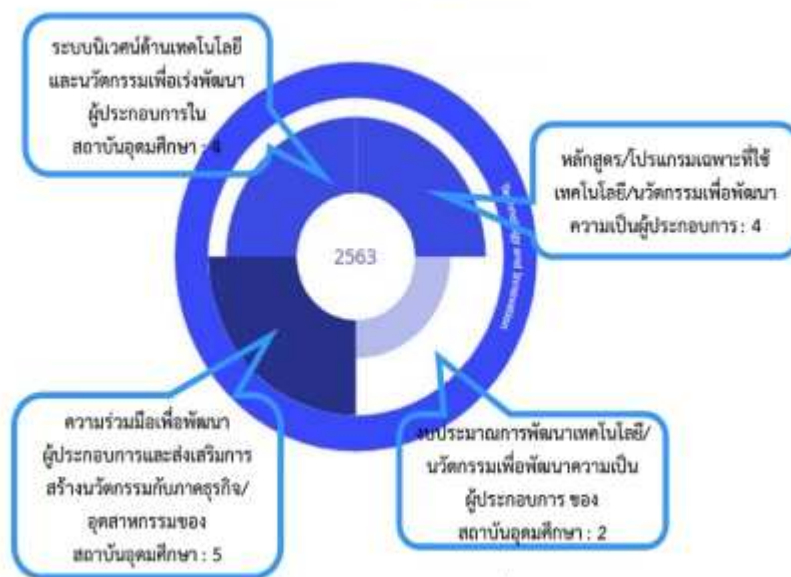 ระบบนิเวศน์ด้านเทคโนโลยี
และนวัตกรรมเพื่อเร่งพัฒนา
ผู้ประกอบการใน
สถาบันอุดมศึกษา : 4
หลักสูตร/โปรแกรมเฉพาะที่ใช้
เทคโนโลยี/นวัตกรรมเพื่อพัฒนา
ความเป็นผู้ประกอบการ : 4
2563
Technology and Innovation
ความร่วมมือเพื่อพัฒนา
ผู้ประกอบการและส่งเสริมการ
สร้างนวัตกรรมกับภาคธุรกิจ/
อุตสาหกรรมของ
สถาบันอุดมศึกษา : 5
งบประมาณการพัฒนาเทคโนโลยี/
นวัตกรรมเพื่อพัฒนาความเป็น
ผู้ประกอบการ ของ
สถาบันอุดมศึกษา : 2